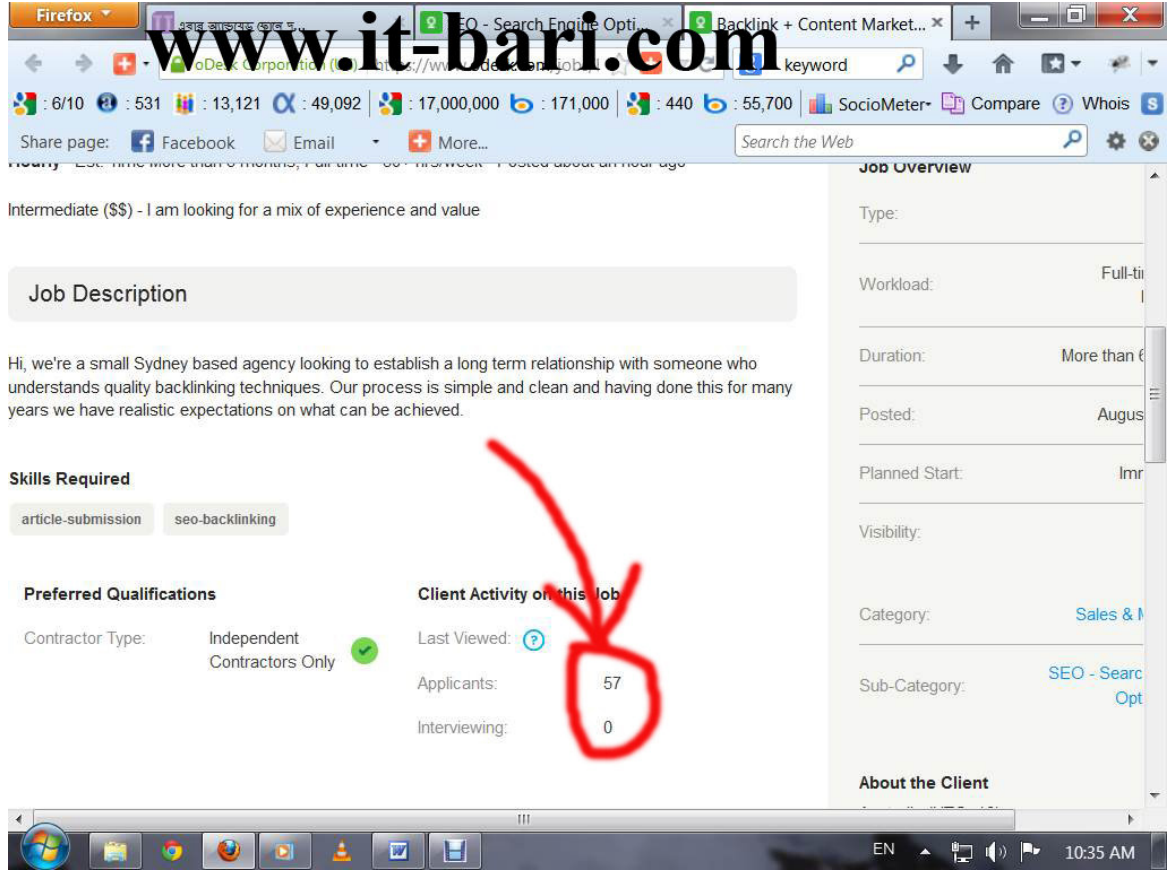 Firefox
www.it-bari.com
SEO - Search Engine Opti...
Backlink + Content Market...
keyword
: 6/10 : 531 : 13,121 : 49,092 : 17,000,000 : 171,000 : 440 : 55,700 SocioMeter Compare Whois
Share page: Facebook Email More... Search the Web
Intermediate ($$) - I am looking for a mix of experience and value
Job Description
Hi, we're a small Sydney based agency looking to establish a long term relationship with someone who
understands quality backlinking techniques. Our process is simple and clean and having done this for many
years we have realistic expectations on what can be achieved.
Skills Required
article-submission seo-backlinking
Preferred Qualifications
Contractor Type: Independent
Contractors Only
Client Activity on this Job
Last Viewed: ?
Applicants: 57
Interviewing: 0
Job Overview
Type:
Workload: Full-ti
Duration: More than 6
Posted: Augus
Planned Start: Imr
Visibility:
Category: Sales & M
Sub-Category: SEO - Searc
Opt
About the Client
EN 10:35 AM